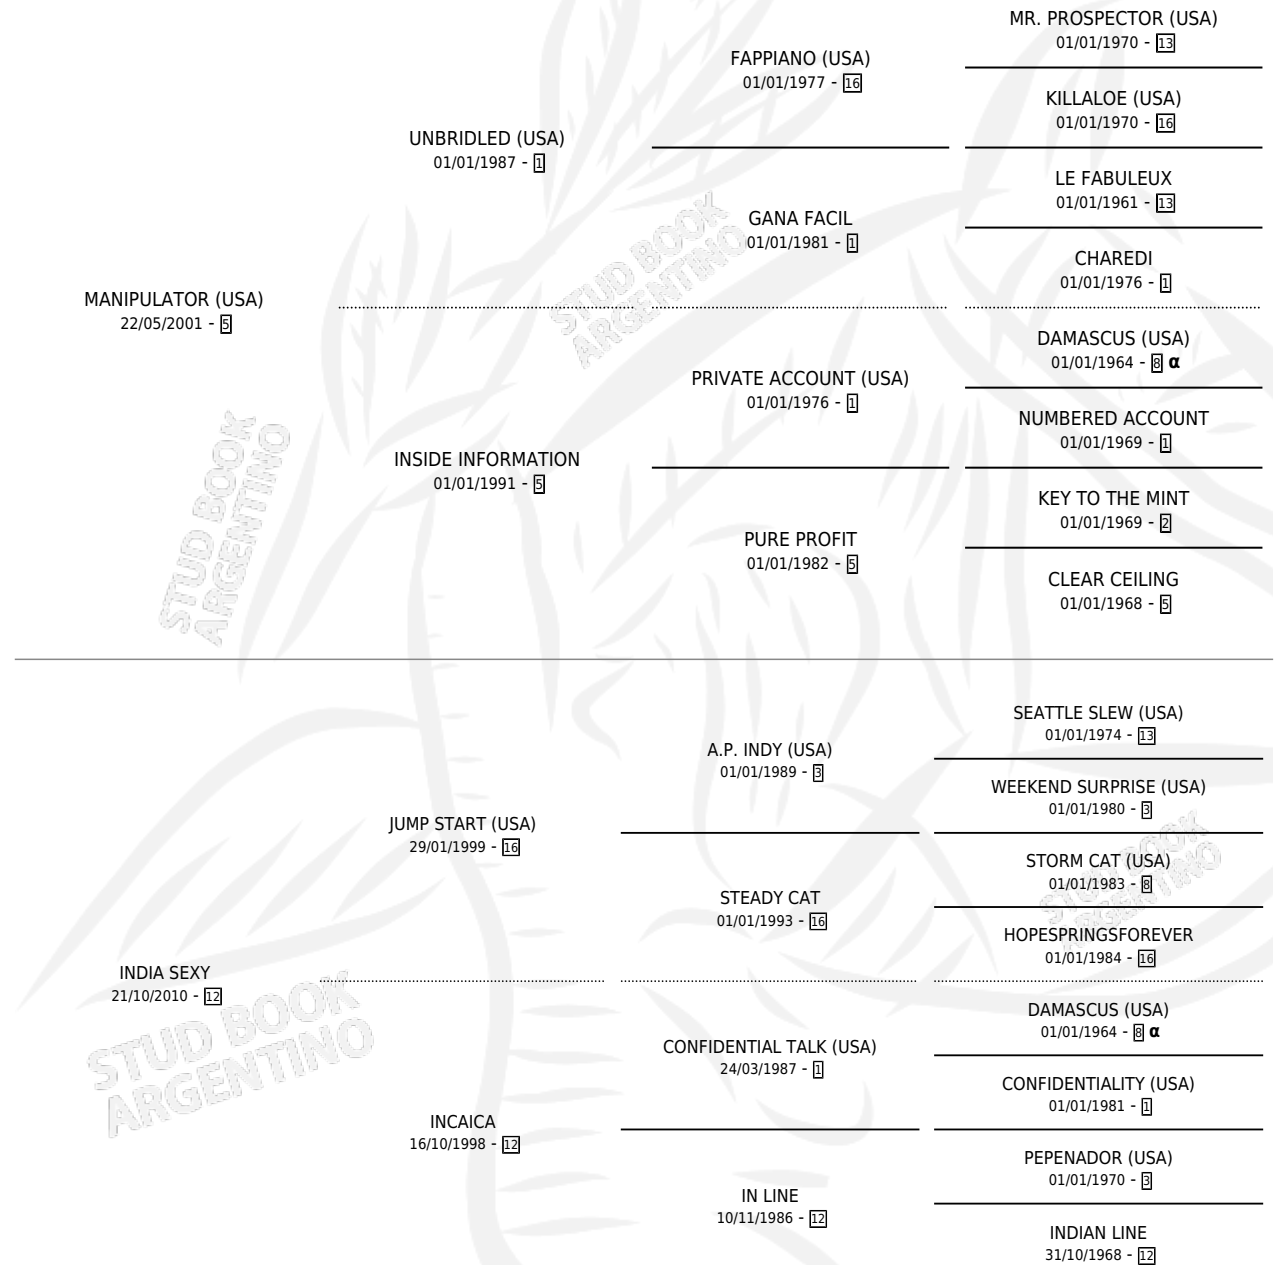 MR. PROSPECTOR (USA)
01/01/1970 - 13
FAPPIANO (USA)
01/01/1977 - 16
KILLALOE (USA)
01/01/1970 - 16
UNBRIDLED (USA)
01/01/1987 - 1
LE FABULEUX
01/01/1961 - 13
GANA FACIL
01/01/1981 - 1
CHAREDI
01/01/1976 - 1
MANIPULATOR (USA)
22/05/2001 - 5
DAMASCUS (USA)
01/01/1964 - 8 α
PRIVATE ACCOUNT (USA)
01/01/1976 - 1
NUMBERED ACCOUNT
01/01/1969 - 1
INSIDE INFORMATION
01/01/1991 - 5
KEY TO THE MINT
01/01/1969 - 2
PURE PROFIT
01/01/1982 - 5
CLEAR CEILING
01/01/1968 - 5
SEATTLE SLEW (USA)
01/01/1974 - 13
A.P. INDY (USA)
01/01/1989 - 3
WEEKEND SURPRISE (USA)
01/01/1980 - 3
JUMP START (USA)
29/01/1999 - 16
STORM CAT (USA)
01/01/1983 - 8
STEADY CAT
01/01/1993 - 16
HOPESPRINGSFOREVER
01/01/1984 - 16
INDIA SEXY
21/10/2010 - 12
DAMASCUS (USA)
01/01/1964 - 8 α
CONFIDENTIAL TALK (USA)
24/03/1987 - 1
CONFIDENTIALITY (USA)
01/01/1981 - 1
INCAICA
16/10/1998 - 12
PEPENADOR (USA)
01/01/1970 - 3
IN LINE
10/11/1986 - 12
INDIAN LINE
31/10/1968 - 12
STUD BOOK
ARGENTINO
STUD BOOK
ARGENTINO
STUD BOOK
ARGENTINO
STUD BOOK
ARGENTINO